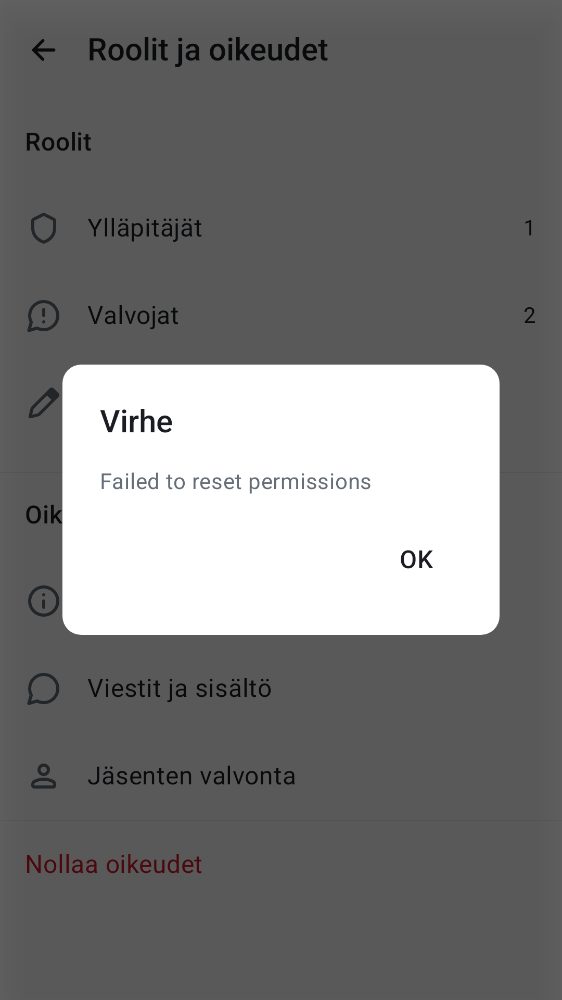 Roolit ja oikeudet
Roolit
Ylläpitäjät 1
Valvojat 2
Virhe
Failed to reset permissions
OK
Oik
Viestit ja sisältö
Jäsenten valvonta
Nollaa oikeudet